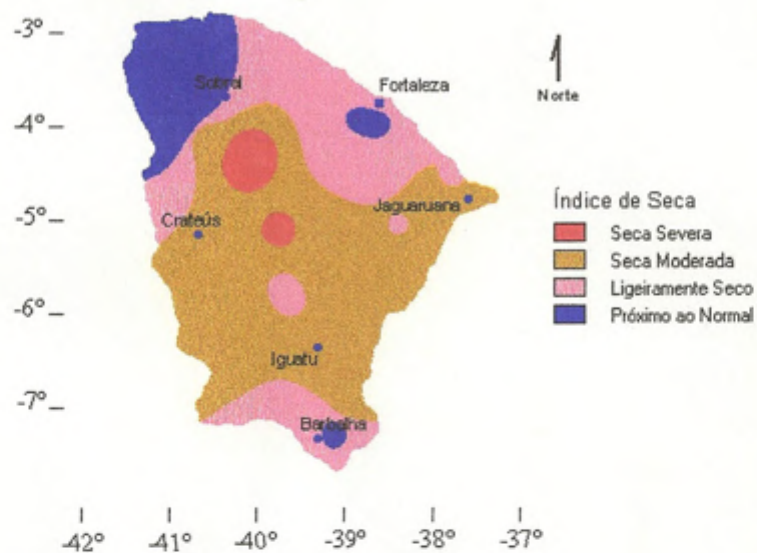 -3°
-4°
-5°
-6°
-7°
Sobral
Fortaleza
Crateús
Jaguaruana
Iguatu
Barbalha
Norte
Índice de Seca
Seca Severa
Seca Moderada
Ligeiramente Seco
Próximo ao Normal
-42° -41° -40° -39° -38° -37°